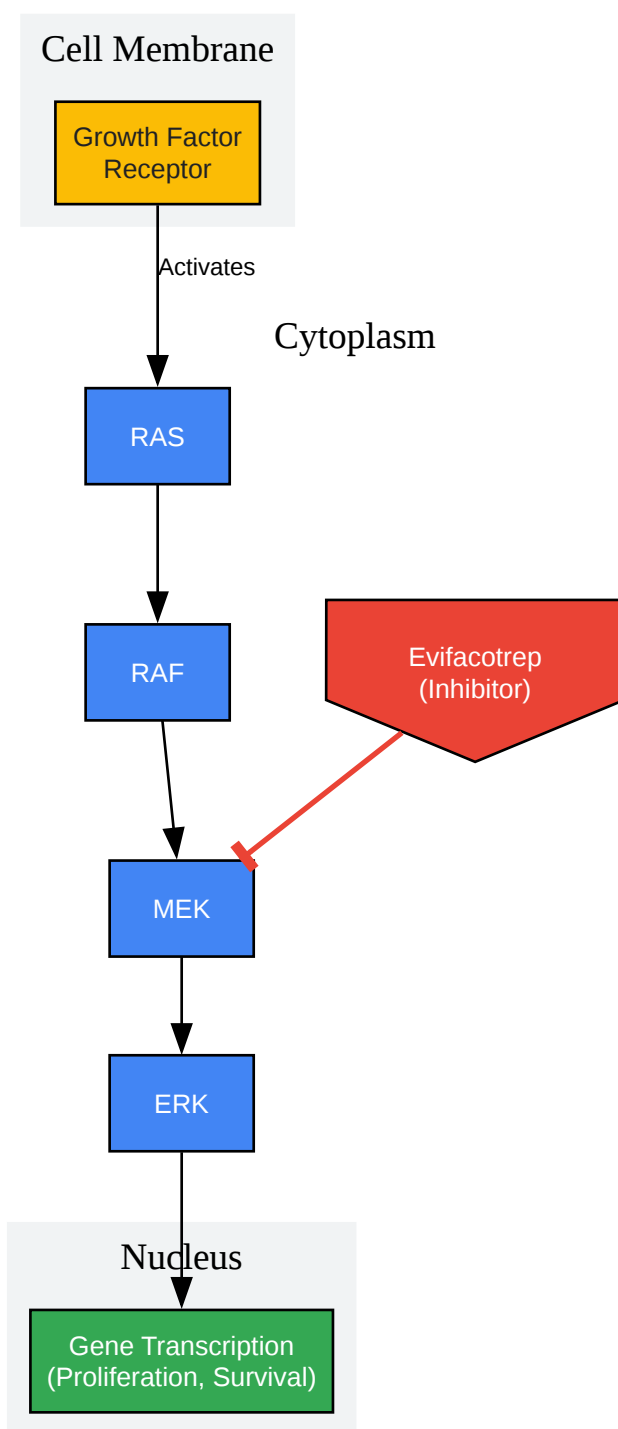 Cell Membrane
Growth Factor
Receptor
Activates
Cytoplasm
RAS
RAF
Evifacotrep
(Inhibitor)
MEK
ERK
Nucleus
Gene Transcription
(Proliferation, Survival)